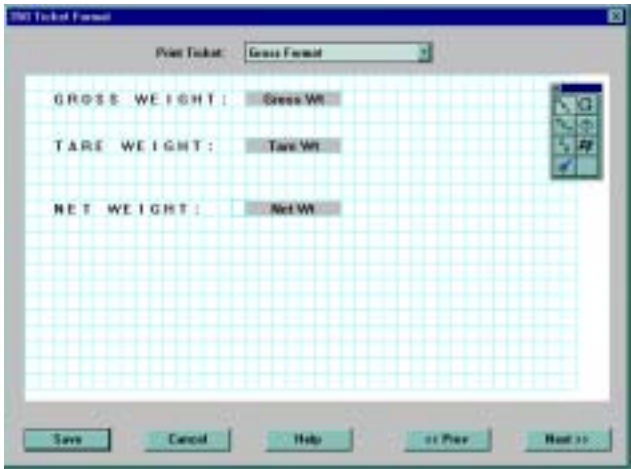 Ticket Format
Print Ticket: Gross Format
GROSS WEIGHT: Gross Wt
TARE WEIGHT: Tare Wt
NET WEIGHT: Net Wt
Save Cancel Help << Prev Next >>